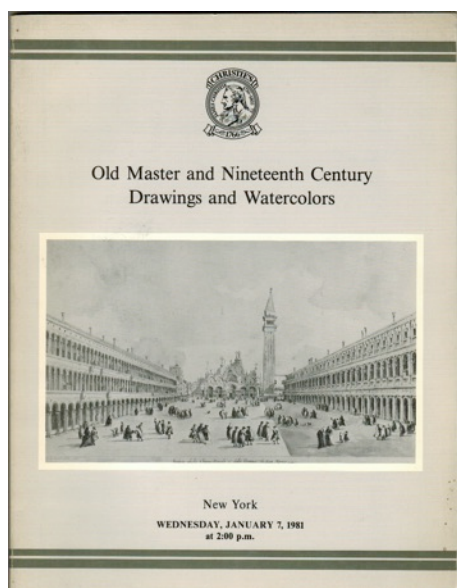 CHRISTIE'S
1766
Old Master and Nineteenth Century
Drawings and Watercolors
New York
WEDNESDAY, JANUARY 7, 1981
at 2:00 p.m.